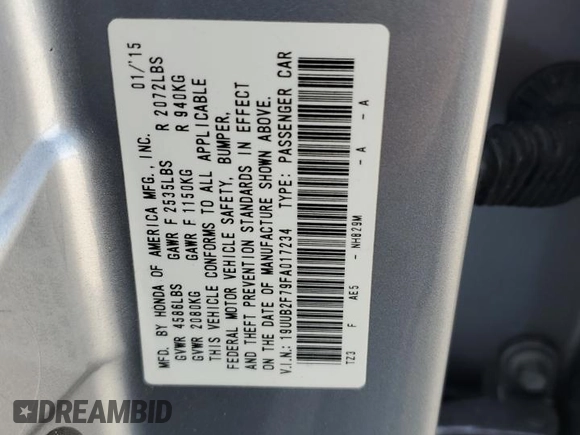 MFD. BY HONDA OF AMERICA MFG., INC. 01/'15
GVWR 4586LBS GAWR F 2535LBS R 2072LBS
GVWR 2080KG GAWR F 1150KG R 940KG
THIS VEHICLE CONFORMS TO ALL APPLICABLE
FEDERAL MOTOR VEHICLE SAFETY, BUMPER,
AND THEFT PREVENTION STANDARDS IN EFFECT
ON THE DATE OF MANUFACTURE SHOWN ABOVE.
V.I.N.: 19UUB2F79FA017234 TYPE: PASSENGER CAR
TZ3 F AE5 - NH829M - A - A
DREAMBID